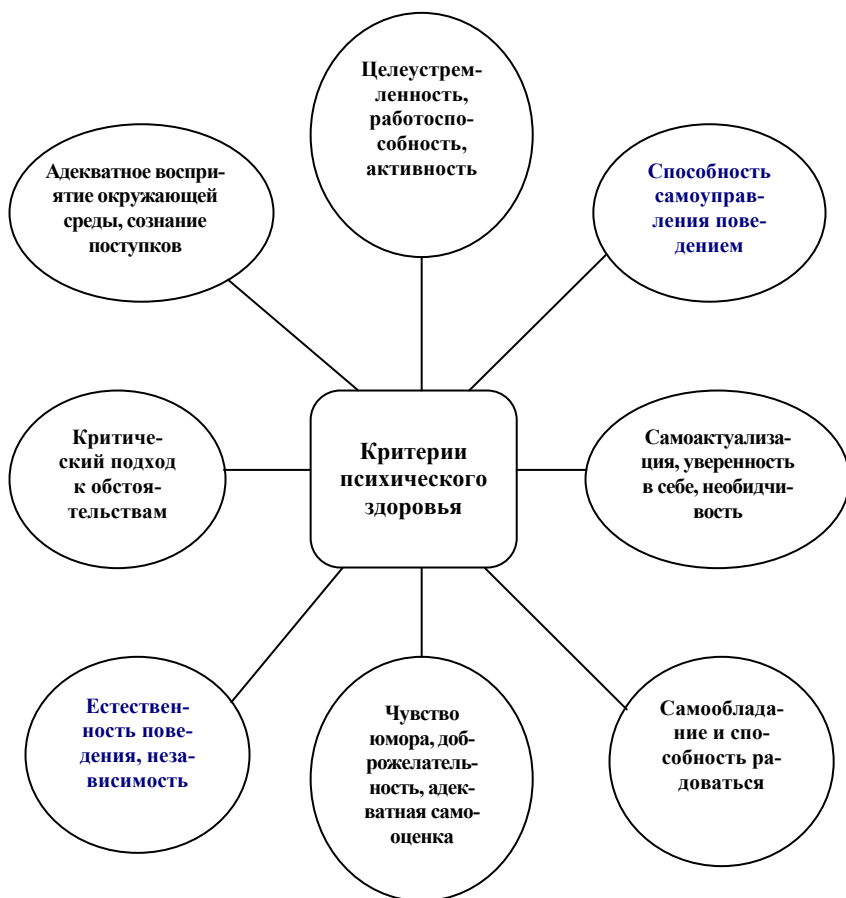 Целеустрем-
ленность,
работоспо-
собность,
активность
Адекватное воспри-
ятие окружающей
среды, сознание
поступков
Способность
самоуправ-
ления пове-
дением
Критиче-
ский подход
к обстоя-
тельствам
Критерии
психического
здоровья
Самоактуализа-
ция, уверенность
в себе, необидчи-
вость
Естествен-
ность пове-
дения, неза-
висимость
Чувство
юмора, доб-
рожелатель-
ность, адек-
ватная само-
оценка
Самооблада-
ние и спо-
собность ра-
доваться